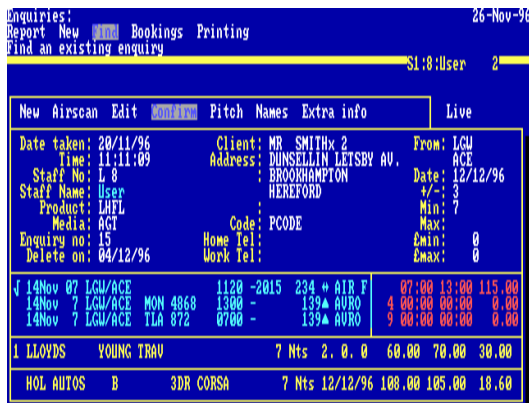 Enquiries: 26-Nov-96
Report New Find Bookings Printing
Find an existing enquiry
S1:8:User 2
New Airscan Edit Confirm Pitch Names Extra info Live
Date taken: 20/11/96 Client: MR SMITHx 2 From: LGW
Time: 11:11:09 Address: DUNSELLIN LETSBY AV. ACE
Staff No: L 8 : BROOKHAMPTON Date: 12/12/96
Staff Name: User : HEREFORD +/-: 3
Product: LHFL : Min: 7
Media: AGT Code: PCODE Max:
Enquiry no: 15 Home Tel: £min: 0
Delete on: 04/12/96 Work Tel: £max: 0
√ 14Nov 07 LGW/ACE 1120 -2015 234 ↔ AIR F 07:00 13:00 115.00
14Nov 7 LGW/ACE MON 4868 1300 - 139▲ AVRO 4 00:00 00:00 0.00
14Nov 7 LGW/ACE TLA 872 0700 - 139▲ AVRO 9 00:00 00:00 0.00
1 LLOYDS YOUNG TRAV 7 Nts 2. 0. 0 60.00 70.00 30.00
HOL AUTOS B 3DR CORSA 7 Nts 12/12/96 108.00 105.00 18.60